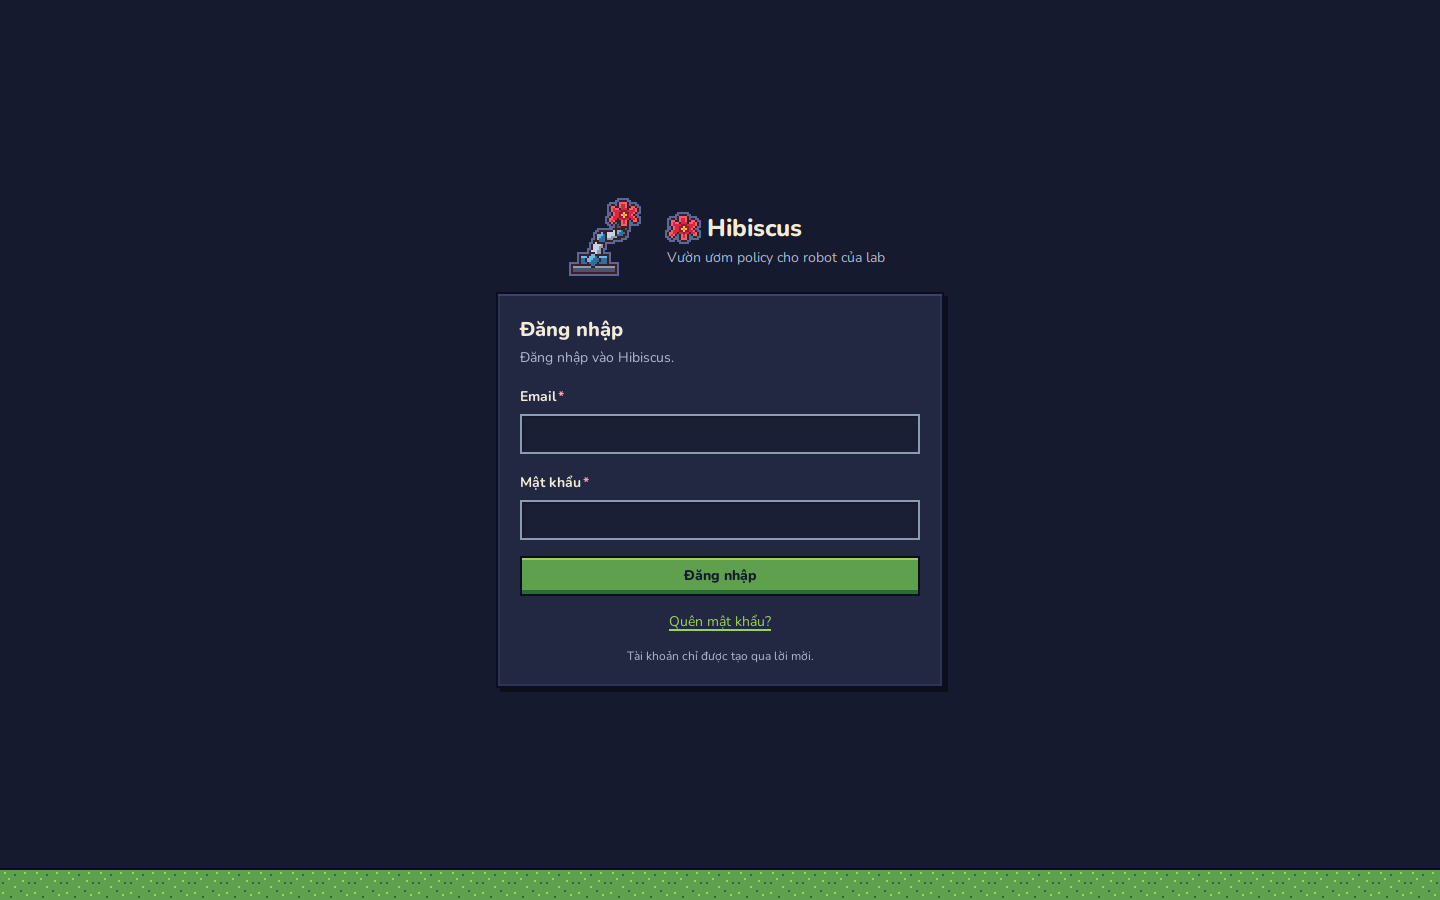 Hibiscus
Vườn ươm policy cho robot của lab
Đăng nhập
Đăng nhập vào Hibiscus.
Email*
Mật khẩu*
Đăng nhập
Quên mật khẩu?
Tài khoản chỉ được tạo qua lời mời.